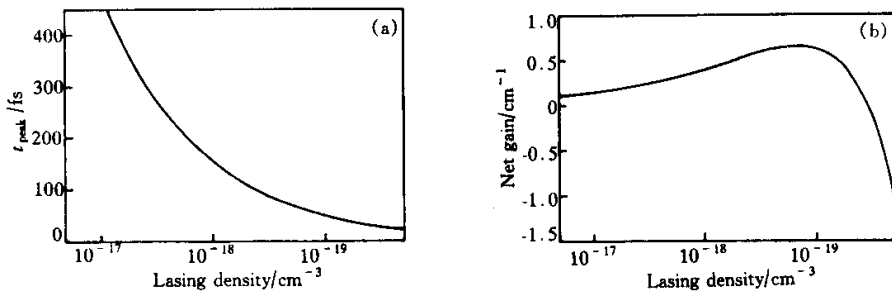 (a)
400
300
200
100
0
t peak /fs
10-17
10-18
10-19
Lasing density/cm-3
(b)
1.0
0.5
0
-0.5
-1.0
-1.5
Net gain/cm-1
10-17
10-18
10-19
Lasing density/cm-3